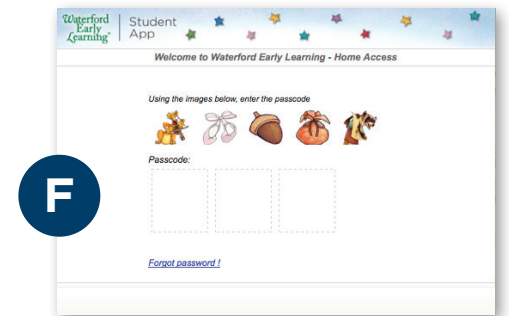 Waterford
Early
Learning
Student
App
Welcome to Waterford Early Learning - Home Access
Using the images below, enter the passcode
Passcode:
F
Forgot password !